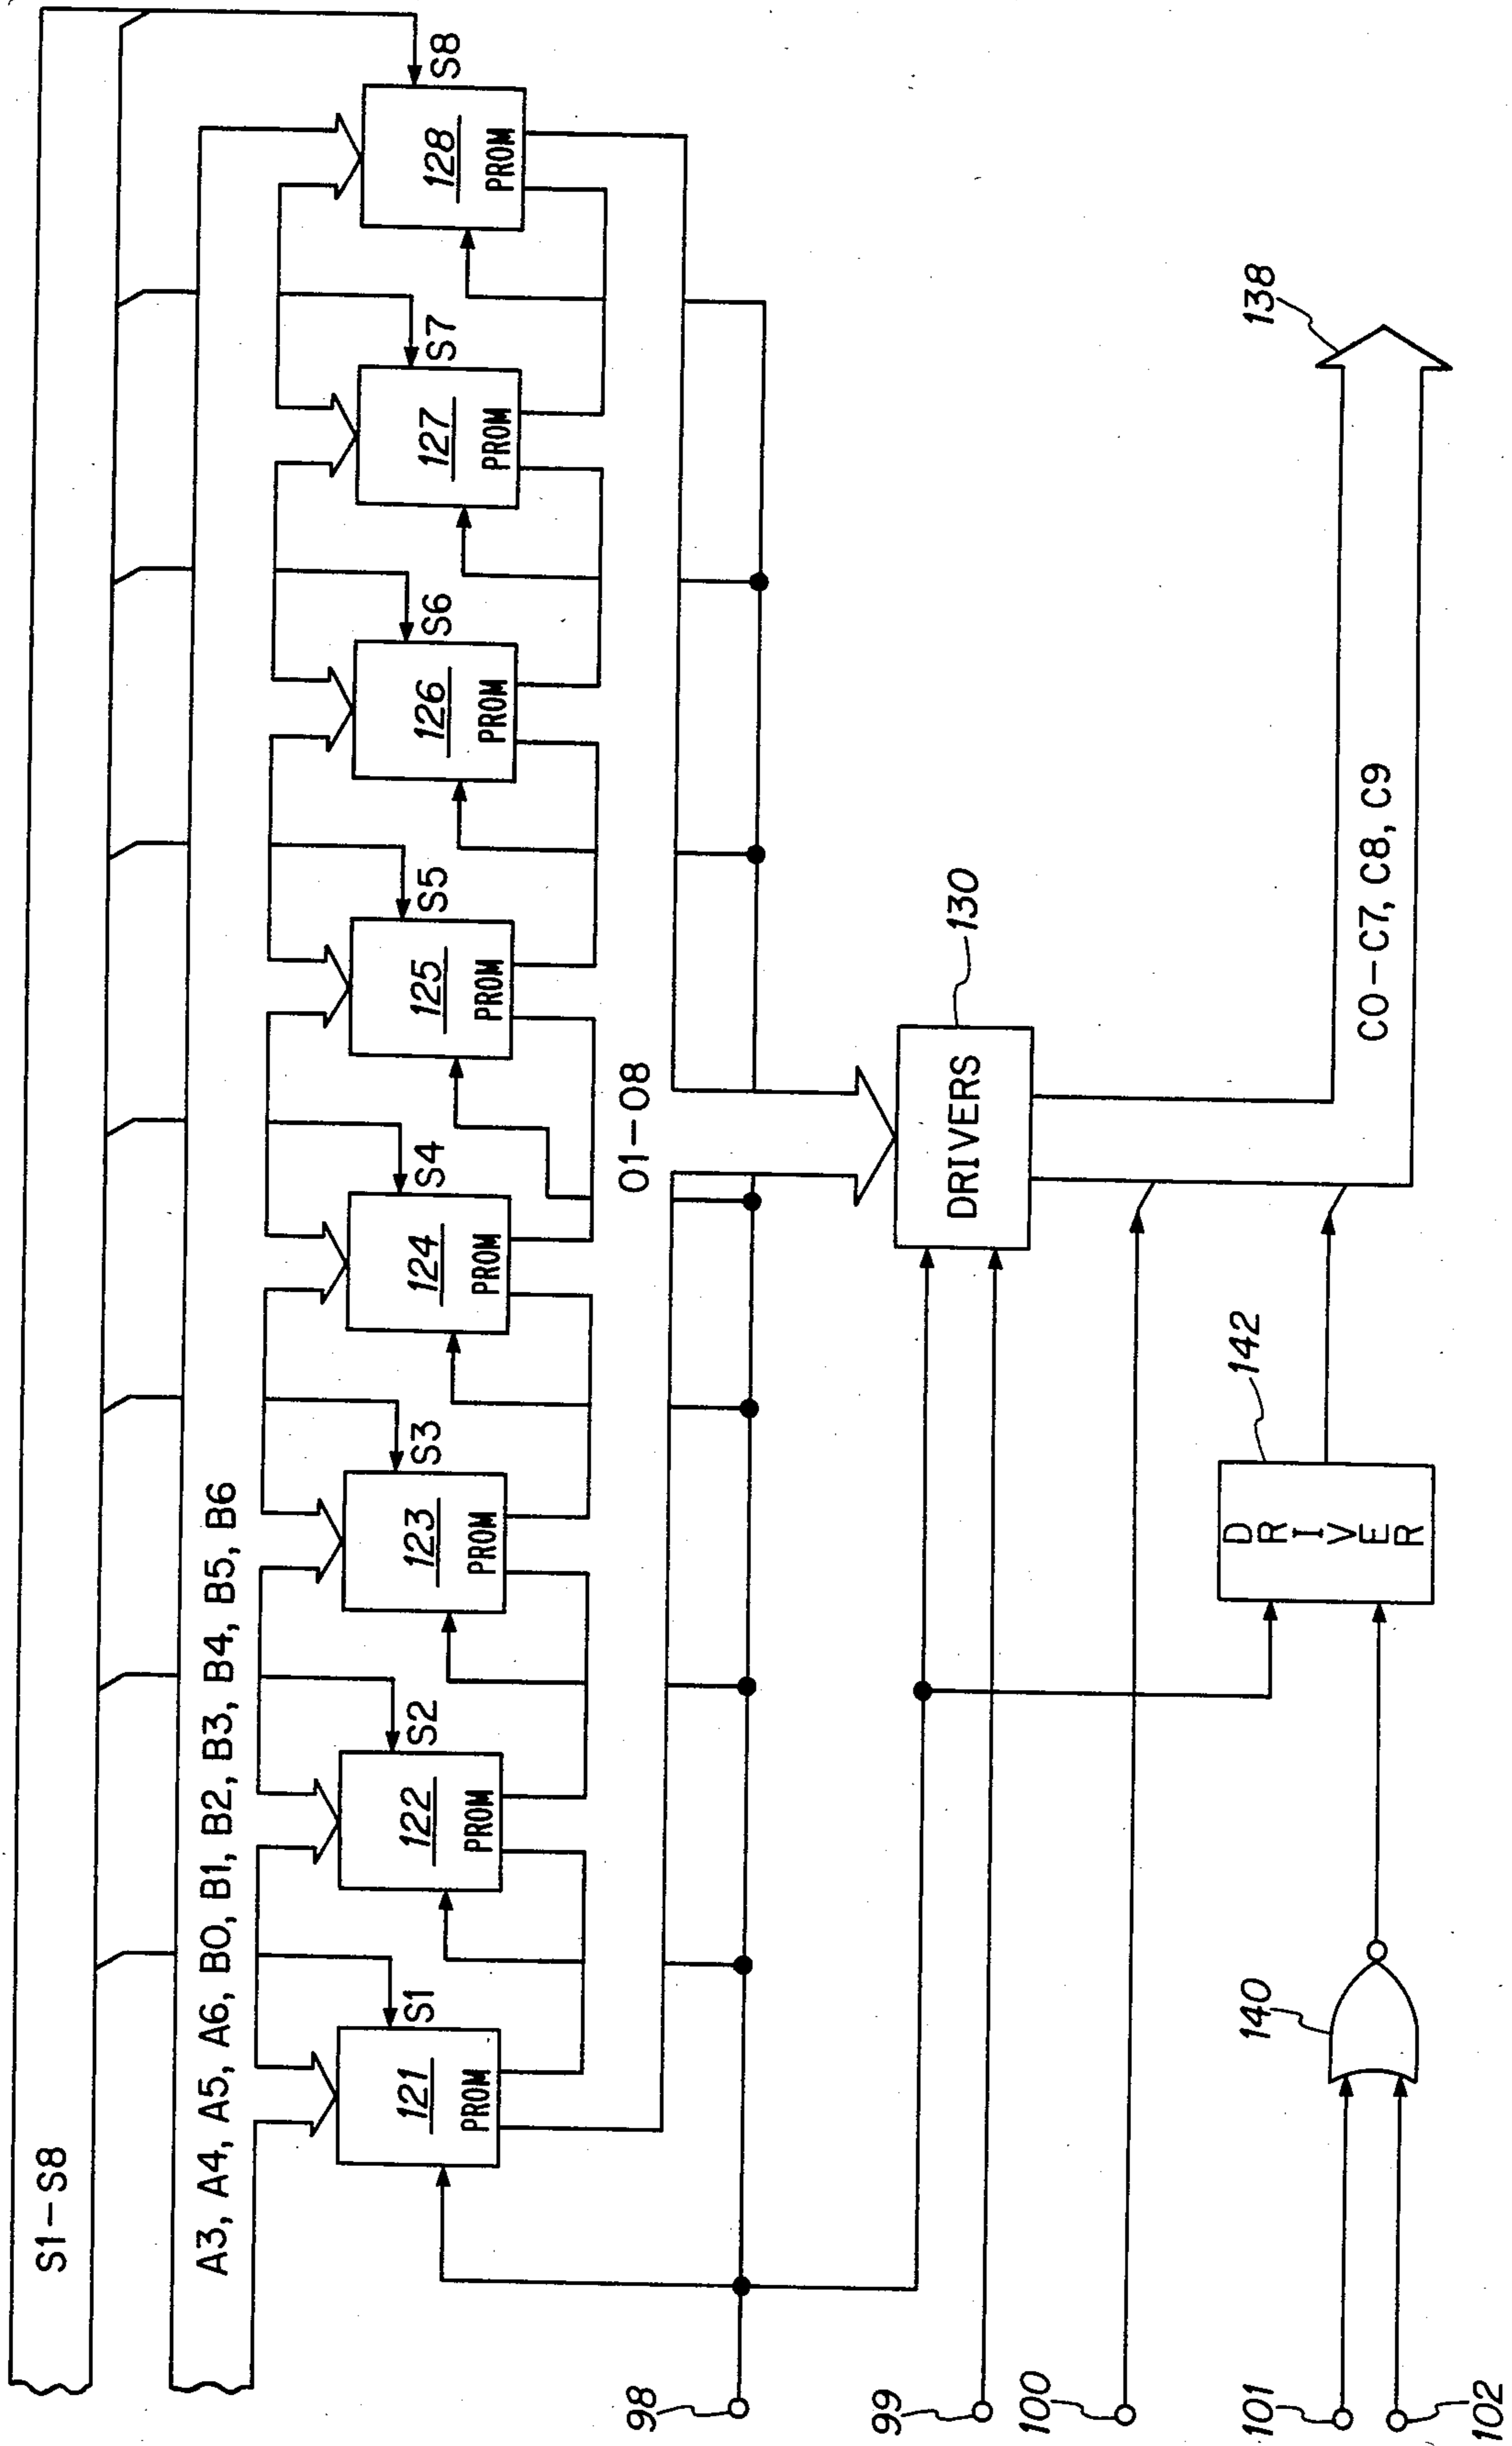 S1-S8
A3, A4, A5, A6, B0, B1, B2, B3, B4, B5, B6
S1
S2
S3
S4
S5
S6
S7
S8
121
PROM
122
PROM
123
PROM
124
PROM
125
PROM
126
PROM
127
PROM
128
PROM
O1-O8
98
99
100
101
102
DRIVERS
130
140
DRIVER
142
C0-C7, C8, C9
138